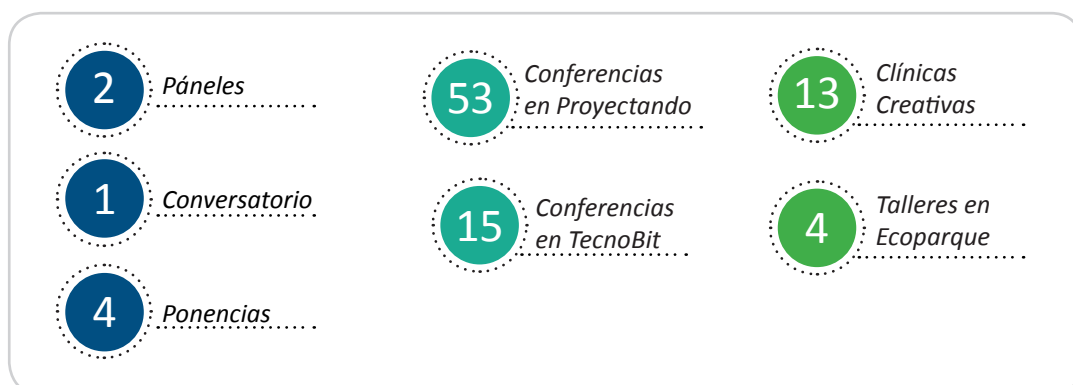 2
Páneles
1
Conversatorio
4
Ponencias
53
Conferencias
en Proyectando
15
Conferencias
en TecnoBit
13
Clínicas
Creativas
4
Talleres en
Ecoparque